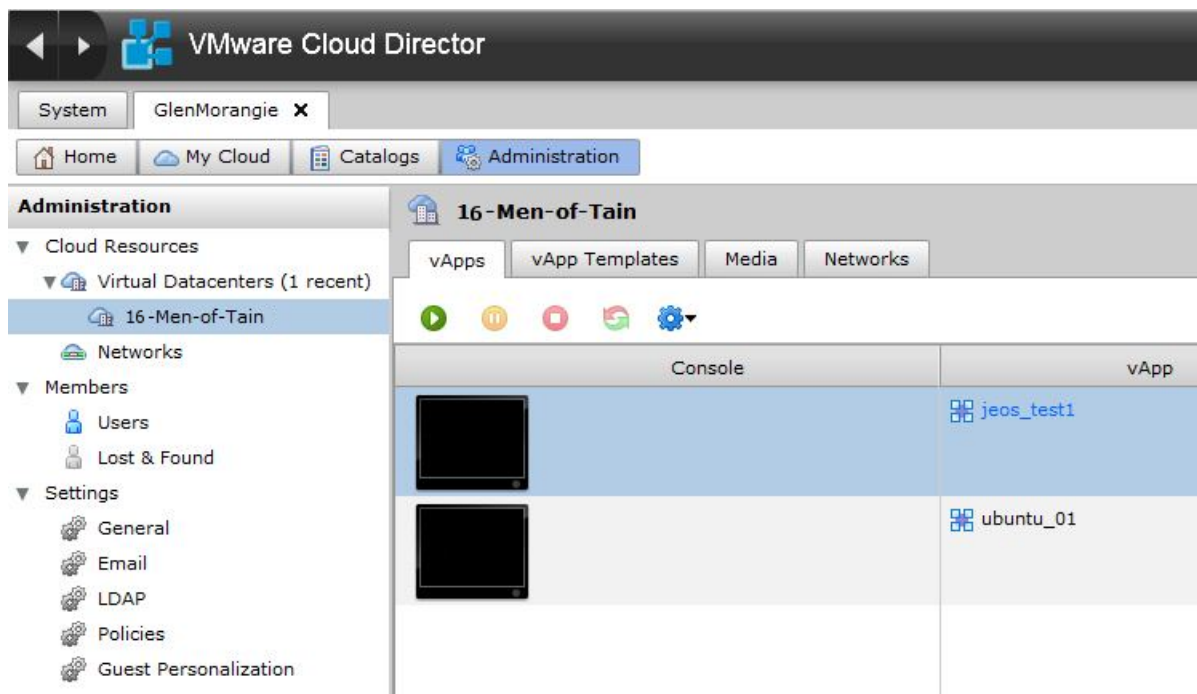 VMware Cloud Director
System GlenMorangie
Home My Cloud Catalogs Administration
Administration
Cloud Resources
Virtual Datacenters (1 recent)
16-Men-of-Tain
Networks
Members
Users
Lost & Found
Settings
General
Email
LDAP
Policies
Guest Personalization
16-Men-of-Tain
vApps vApp Templates Media Networks
Console vApp
jeos_test1
ubuntu_01